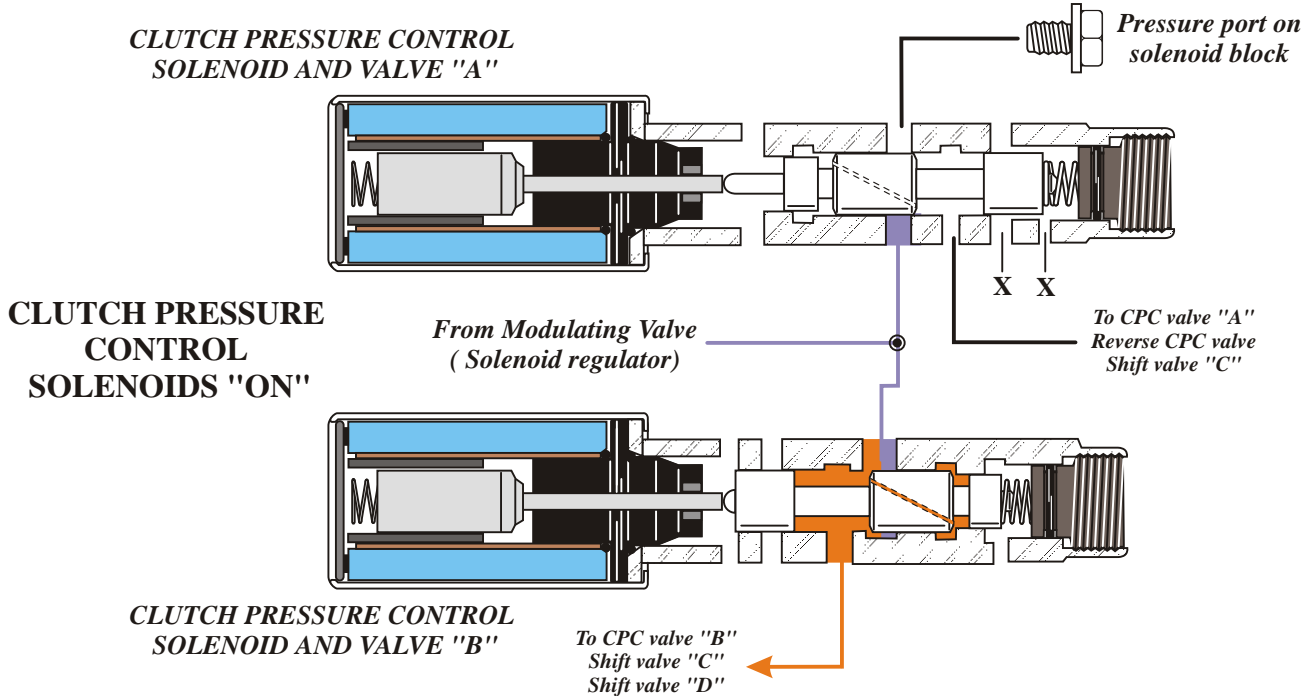 CLUTCH PRESSURE CONTROL
SOLENOID AND VALVE "A"
Pressure port on
solenoid block
CLUTCH PRESSURE
CONTROL
SOLENOIDS "ON"
From Modulating Valve
( Solenoid regulator)
X X
To CPC valve "A"
Reverse CPC valve
Shift valve "C"
CLUTCH PRESSURE CONTROL
SOLENOID AND VALVE "B"
To CPC valve "B"
Shift valve "C"
Shift valve "D"